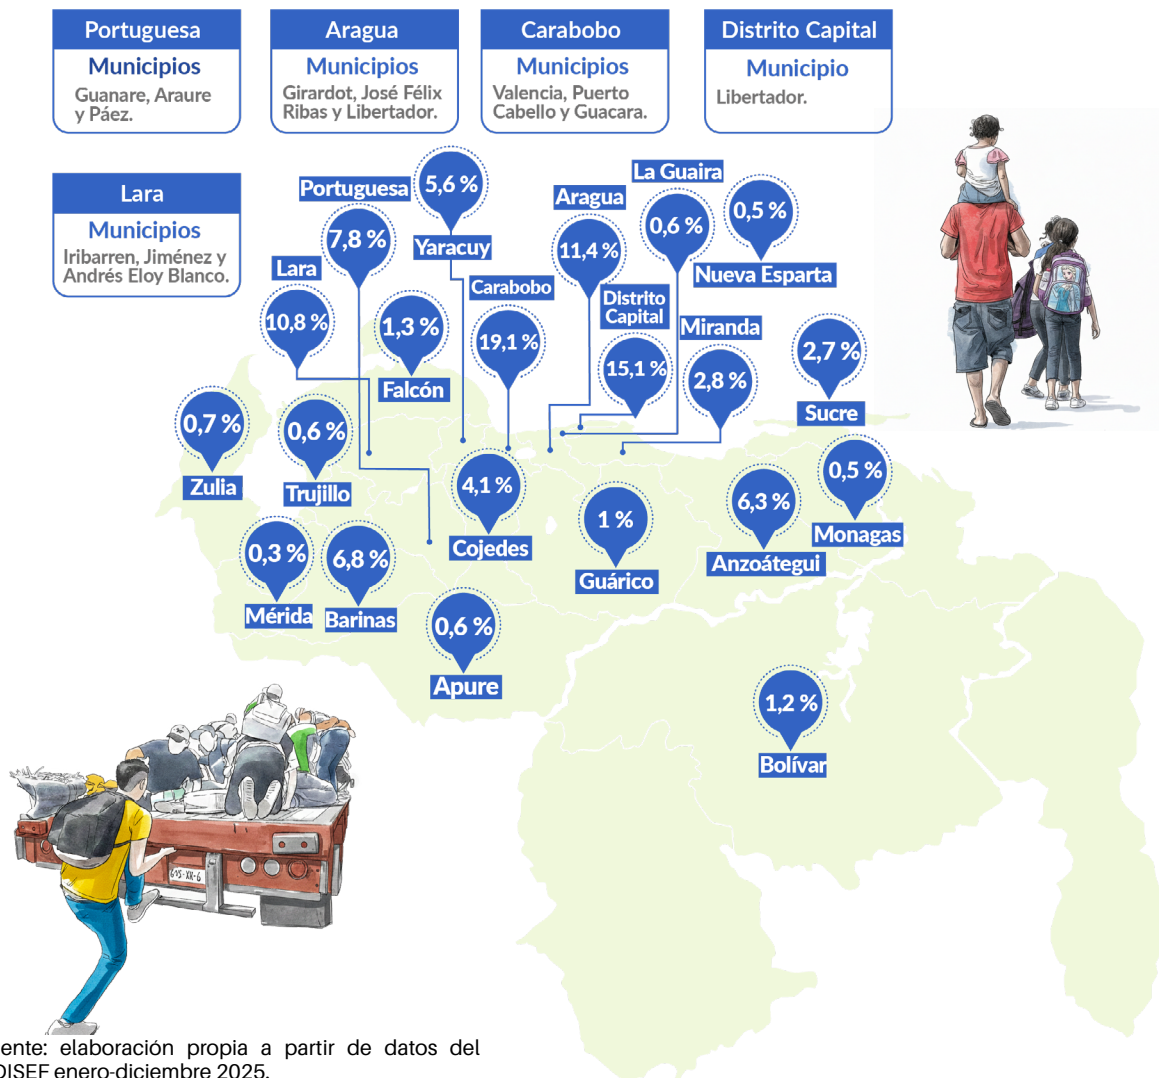 Portuguesa
Municipios
Guanare, Araure
y Páez.
Aragua
Municipios
Girardot, José Félix
Ribas y Libertador.
Carabobo
Municipios
Valencia, Puerto
Cabello y Guacara.
Distrito Capital
Municipio
Libertador.
Lara
Municipios
Iribarren, Jiménez y
Andrés Eloy Blanco.
Portuguesa
7,8 %
5,6 %
Yaracuy
Lara
10,8 %
1,3 %
Falcón
Carabobo
19,1 %
Aragua
11,4 %
La Guaira
0,6 %
0,5 %
Nueva Esparta
Distrito
Capital
15,1 %
Miranda
2,8 %
2,7 %
Sucre
0,7 %
Zulia
0,6 %
Trujillo
4,1 %
Cojedes
1 %
Guárico
6,3 %
Anzoátegui
0,5 %
Monagas
0,3 %
Mérida
6,8 %
Barinas
0,6 %
Apure
1,2 %
Bolívar
ente: elaboración propia a partir de datos del
DISEF enero-diciembre 2025.